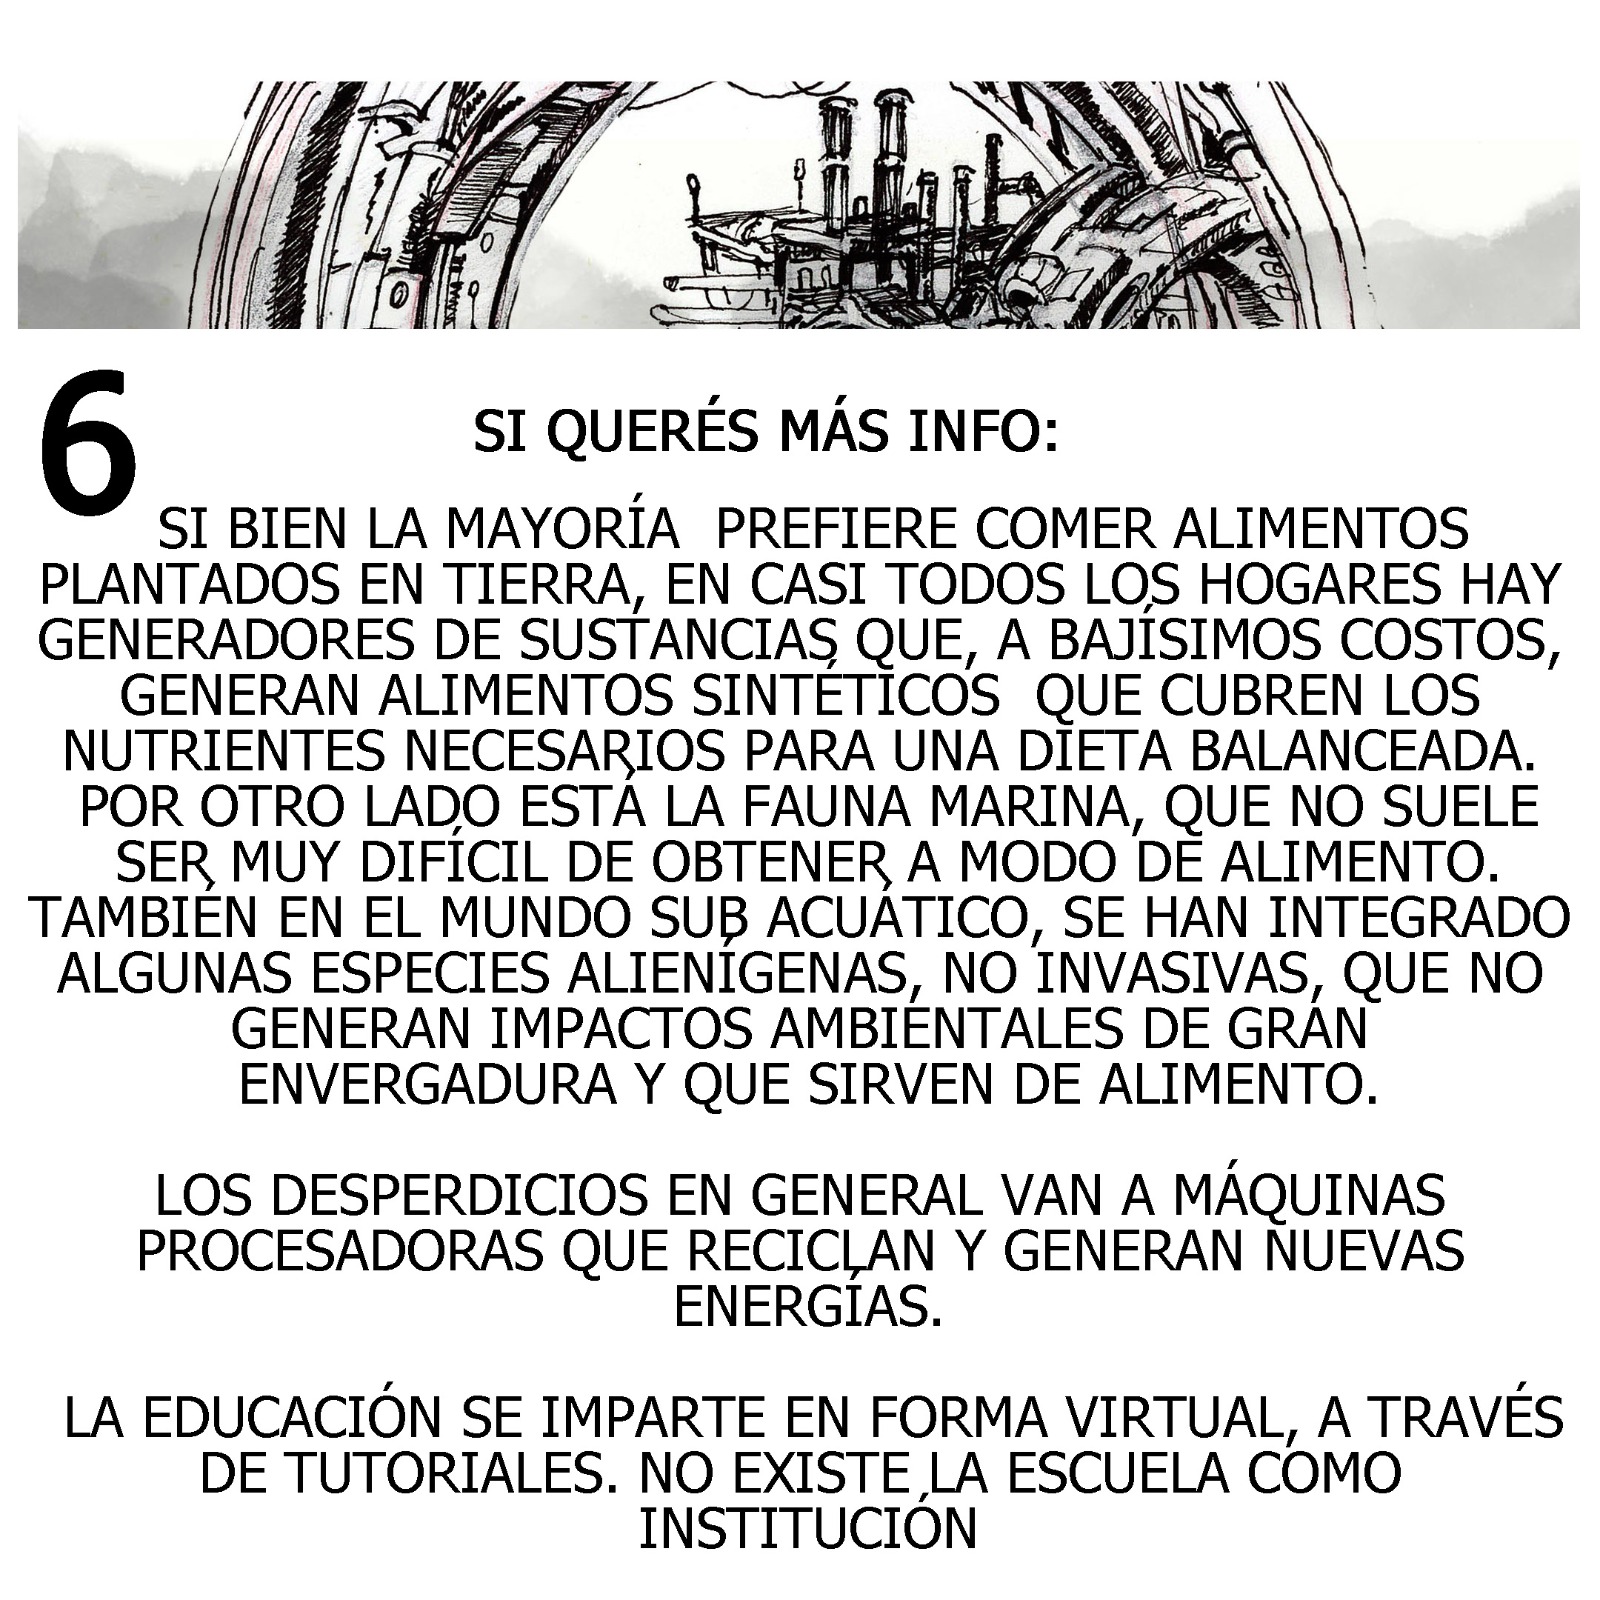 6
SI QUERÉS MÁS INFO:
SI BIEN LA MAYORÍA PREFIERE COMER ALIMENTOS
PLANTADOS EN TIERRA, EN CASI TODOS LOS HOGARES HAY
GENERADORES DE SUSTANCIAS QUE, A BAJÍSIMOS COSTOS,
GENERAN ALIMENTOS SINTÉTICOS QUE CUBREN LOS
NUTRIENTES NECESARIOS PARA UNA DIETA BALANCEADA.
POR OTRO LADO ESTÁ LA FAUNA MARINA, QUE NO SUELE
SER MUY DIFÍCIL DE OBTENER A MODO DE ALIMENTO.
TAMBIÉN EN EL MUNDO SUB ACUÁTICO, SE HAN INTEGRADO
ALGUNAS ESPECIES ALIENÍGENAS, NO INVASIVAS, QUE NO
GENERAN IMPACTOS AMBIENTALES DE GRAN
ENVERGADURA Y QUE SIRVEN DE ALIMENTO.
LOS DESPERDICIOS EN GENERAL VAN A MÁQUINAS
PROCESADORAS QUE RECICLAN Y GENERAN NUEVAS
ENERGÍAS.
LA EDUCACIÓN SE IMPARTE EN FORMA VIRTUAL, A TRAVÉS
DE TUTORIALES. NO EXISTE LA ESCUELA COMO
INSTITUCIÓN